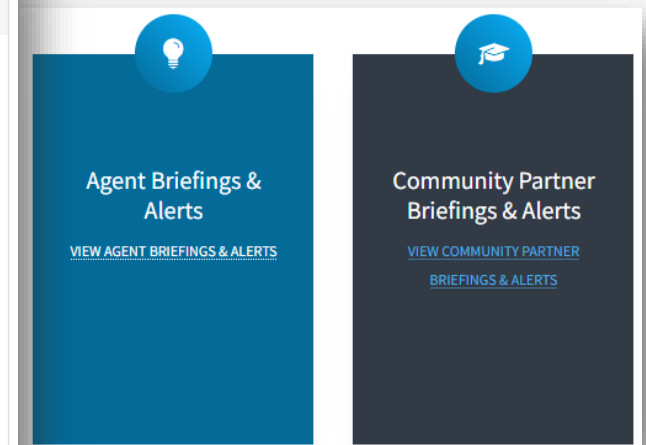 Agent Briefings &
Alerts
VIEW AGENT BRIEFINGS & ALERTS
Community Partner
Briefings & Alerts
VIEW COMMUNITY PARTNER
BRIEFINGS & ALERTS